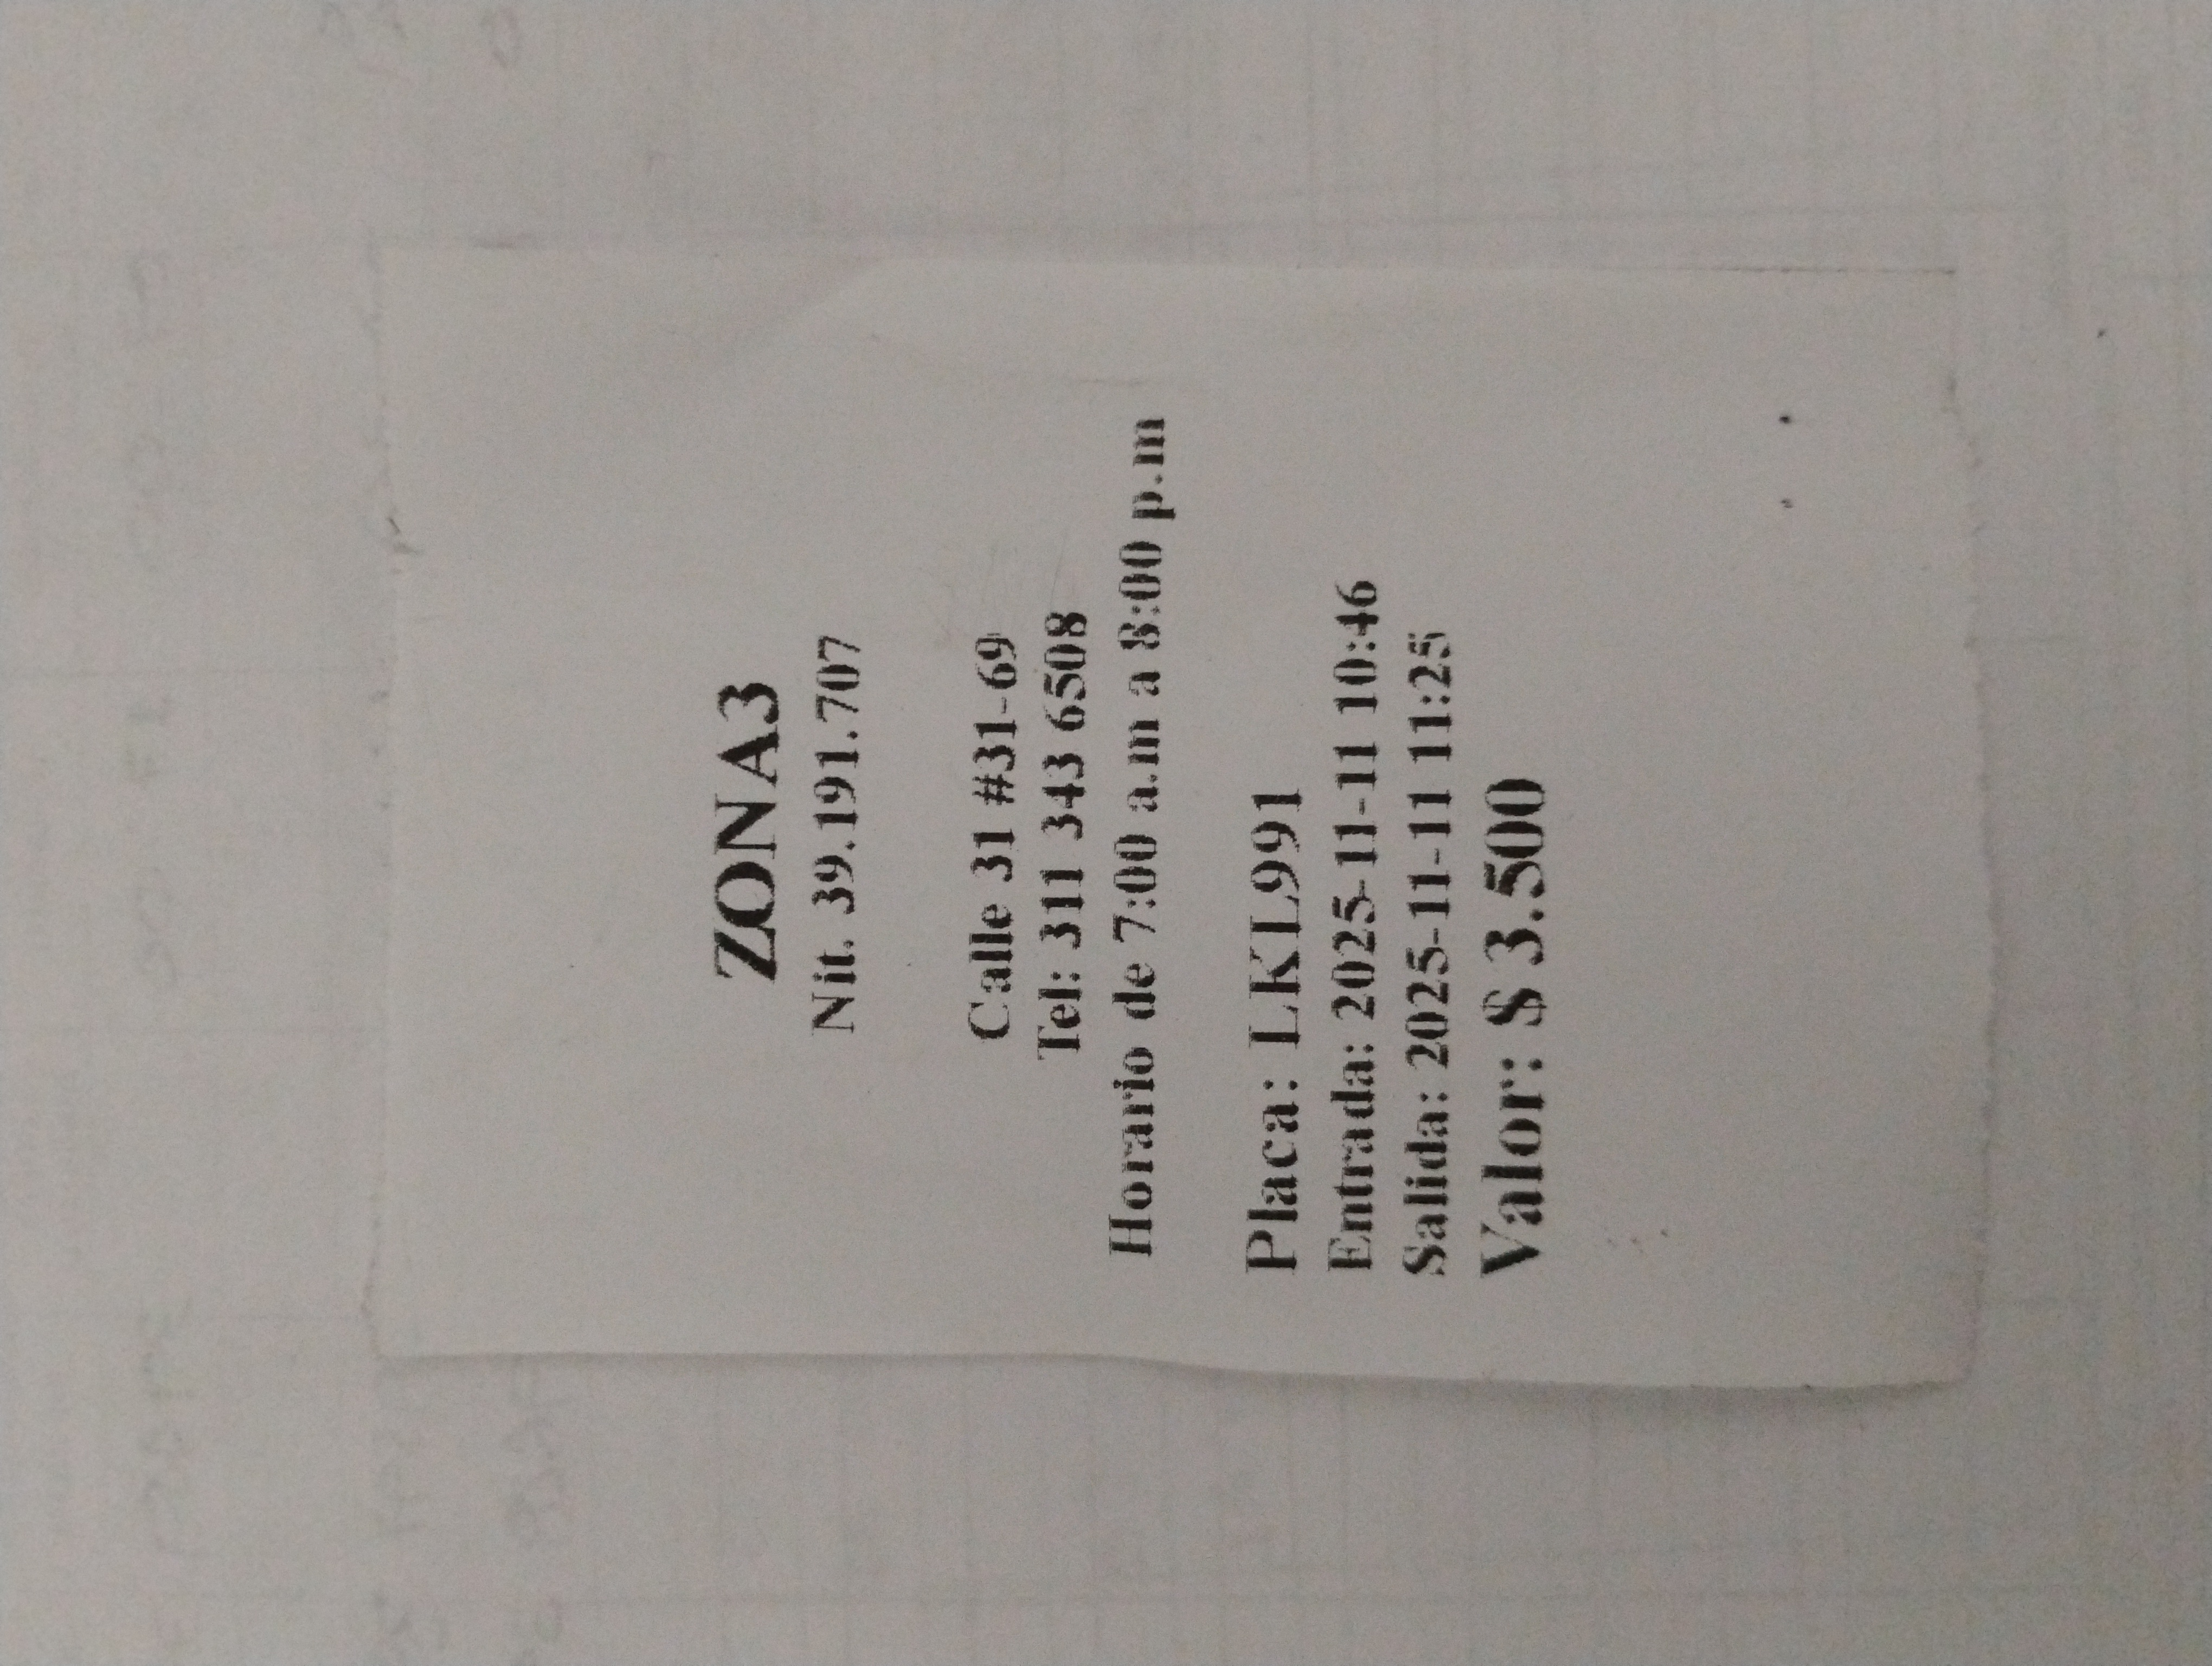 ZONA3
Nit. 39.191.707
Calle 31 #31-69
Tel: 311 343 6508
Horario de 7:00 a.m a 8:00 p.m
Placa: LKL991
Entrada: 2025-11-11 10:46
Salida: 2025-11-11 11:25
Valor: $ 3.500